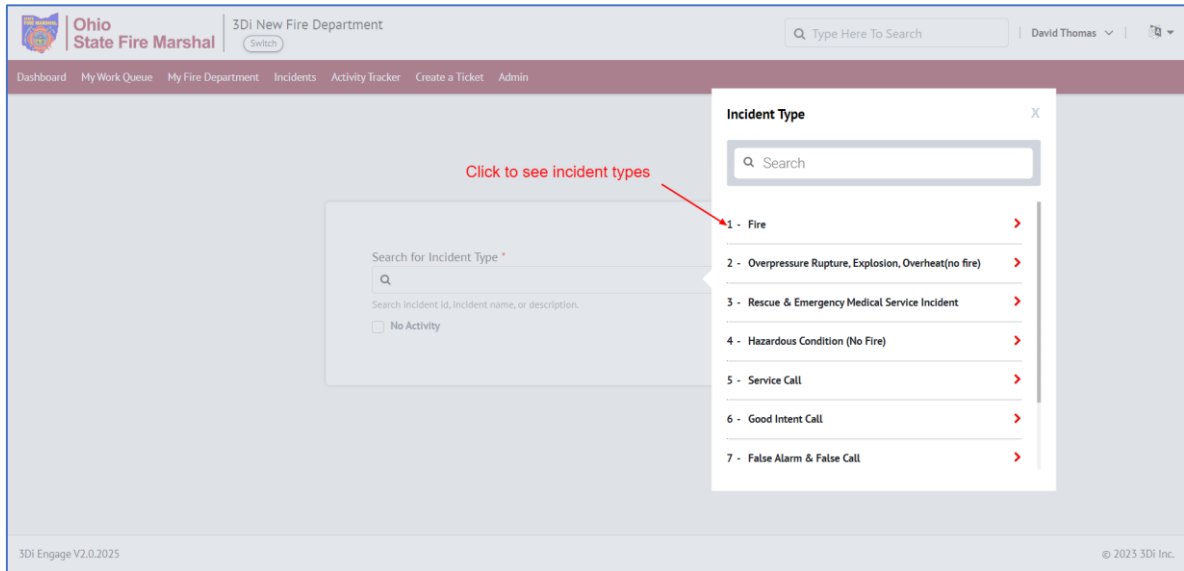 Ohio
State Fire Marshal
3Di New Fire Department
Switch
Type Here To Search
David Thomas
Dashboard My Work Queue My Fire Department Incidents Activity Tracker Create a Ticket Admin
Incident Type X
Search
Click to see incident types
1 - Fire
2 - Overpressure Rupture, Explosion, Overheat(no fire)
3 - Rescue & Emergency Medical Service Incident
4 - Hazardous Condition (No Fire)
5 - Service Call
6 - Good Intent Call
7 - False Alarm & False Call
Search for Incident Type *
Search Incident Id, Incident name, or description.
No Activity
3Di Engage V2.0.2025
© 2023 3Di Inc.